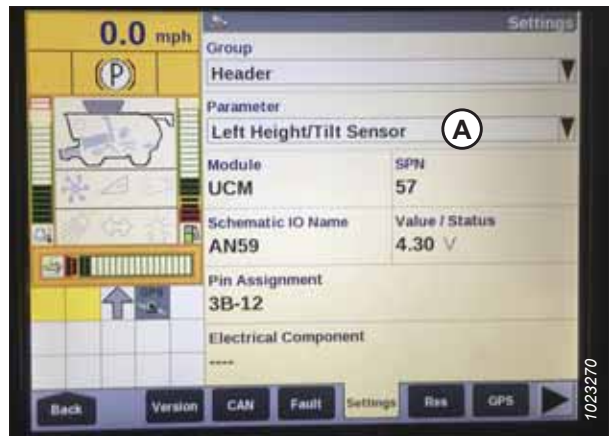 0.0 mph
Settings
Group
Header
(P)
Parameter
Left Height/Tilt Sensor
A
Module
UCM
SPN
57
Schematic IO Name
AN59
Value / Status
4.30 V
Pin Assignment
3B-12
Electrical Component
----
Back
Version
CAN
Fault
Settings
Res
GPS
1023270